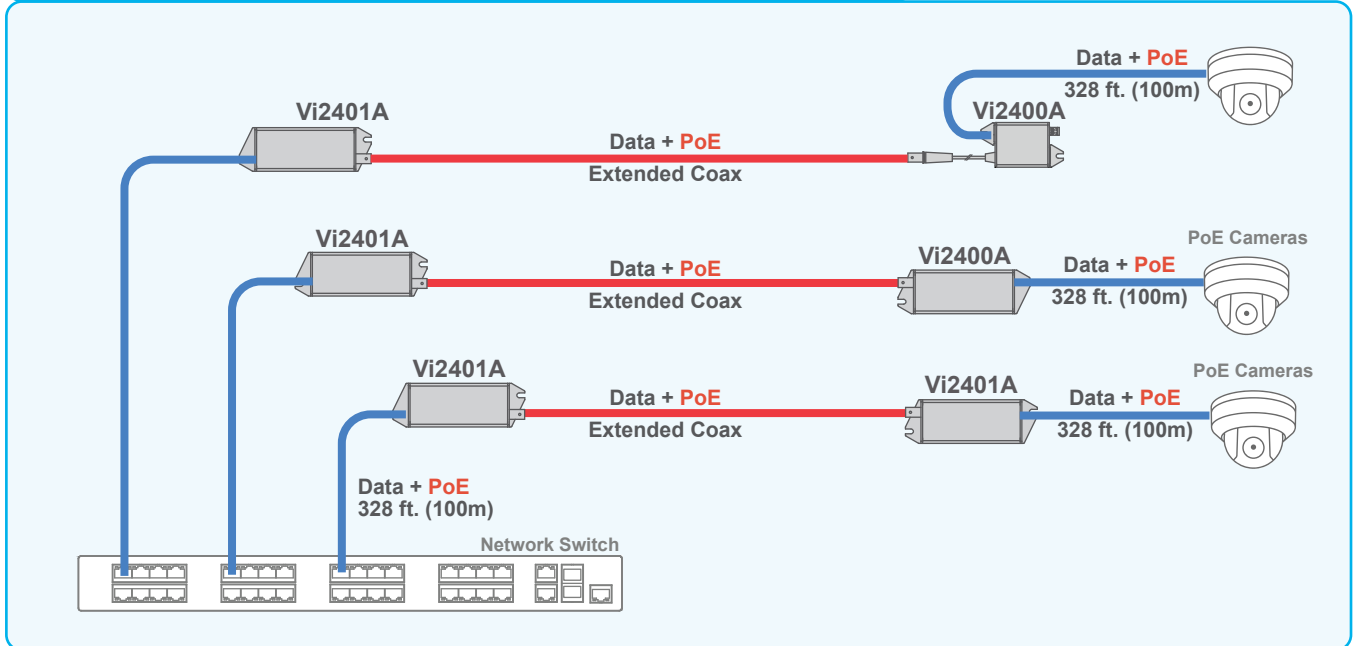 Data + PoE
328 ft. (100m)
Vi2401A
Vi2400A
Data + PoE
Extended Coax
Vi2401A
Data + PoE
Extended Coax
Vi2400A
Data + PoE
328 ft. (100m)
PoE Cameras
Vi2401A
Data + PoE
Extended Coax
Vi2401A
Data + PoE
328 ft. (100m)
PoE Cameras
Data + PoE
328 ft. (100m)
Network Switch